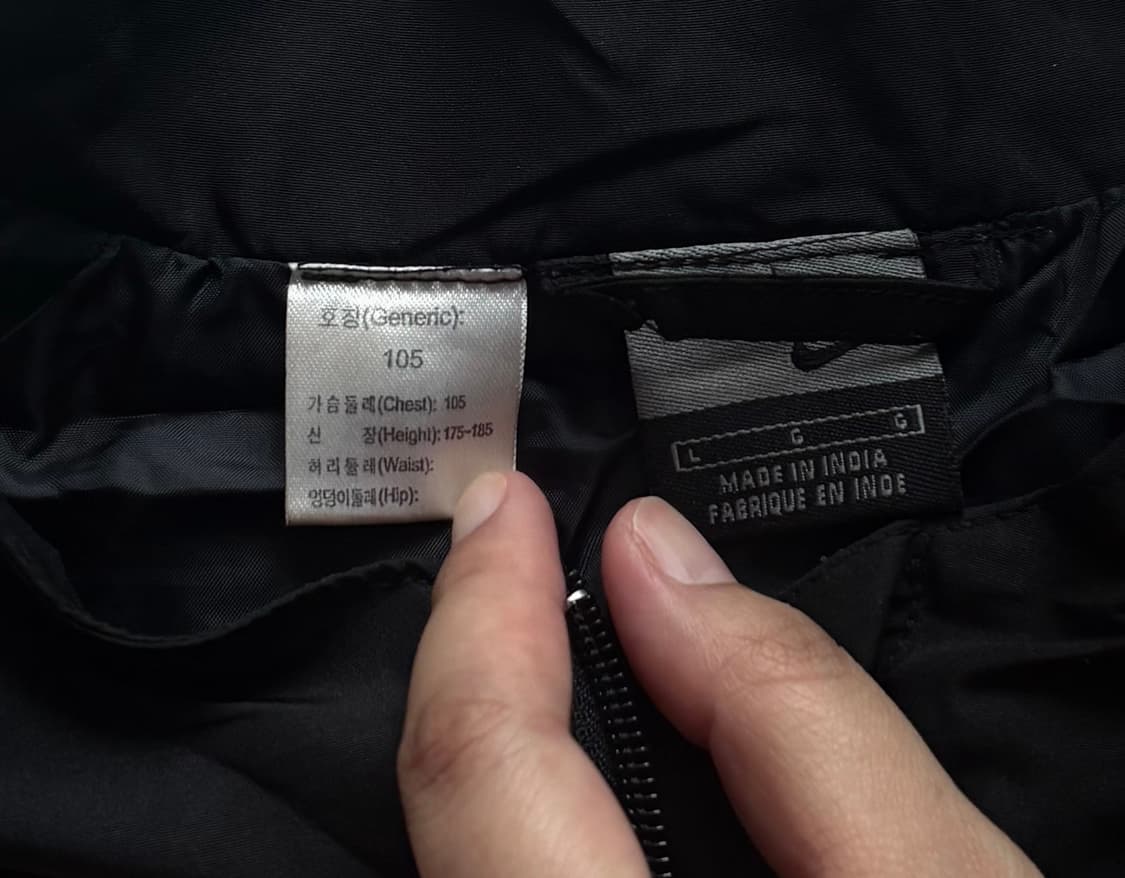 호칭(Generic):
105
가슴둘레(Chest): 105
신 장(Height): 175~185
허리둘레(Waist):
엉덩이둘레(Hip):
L G G
MADE IN INDIA
FABRIQUE EN INDE